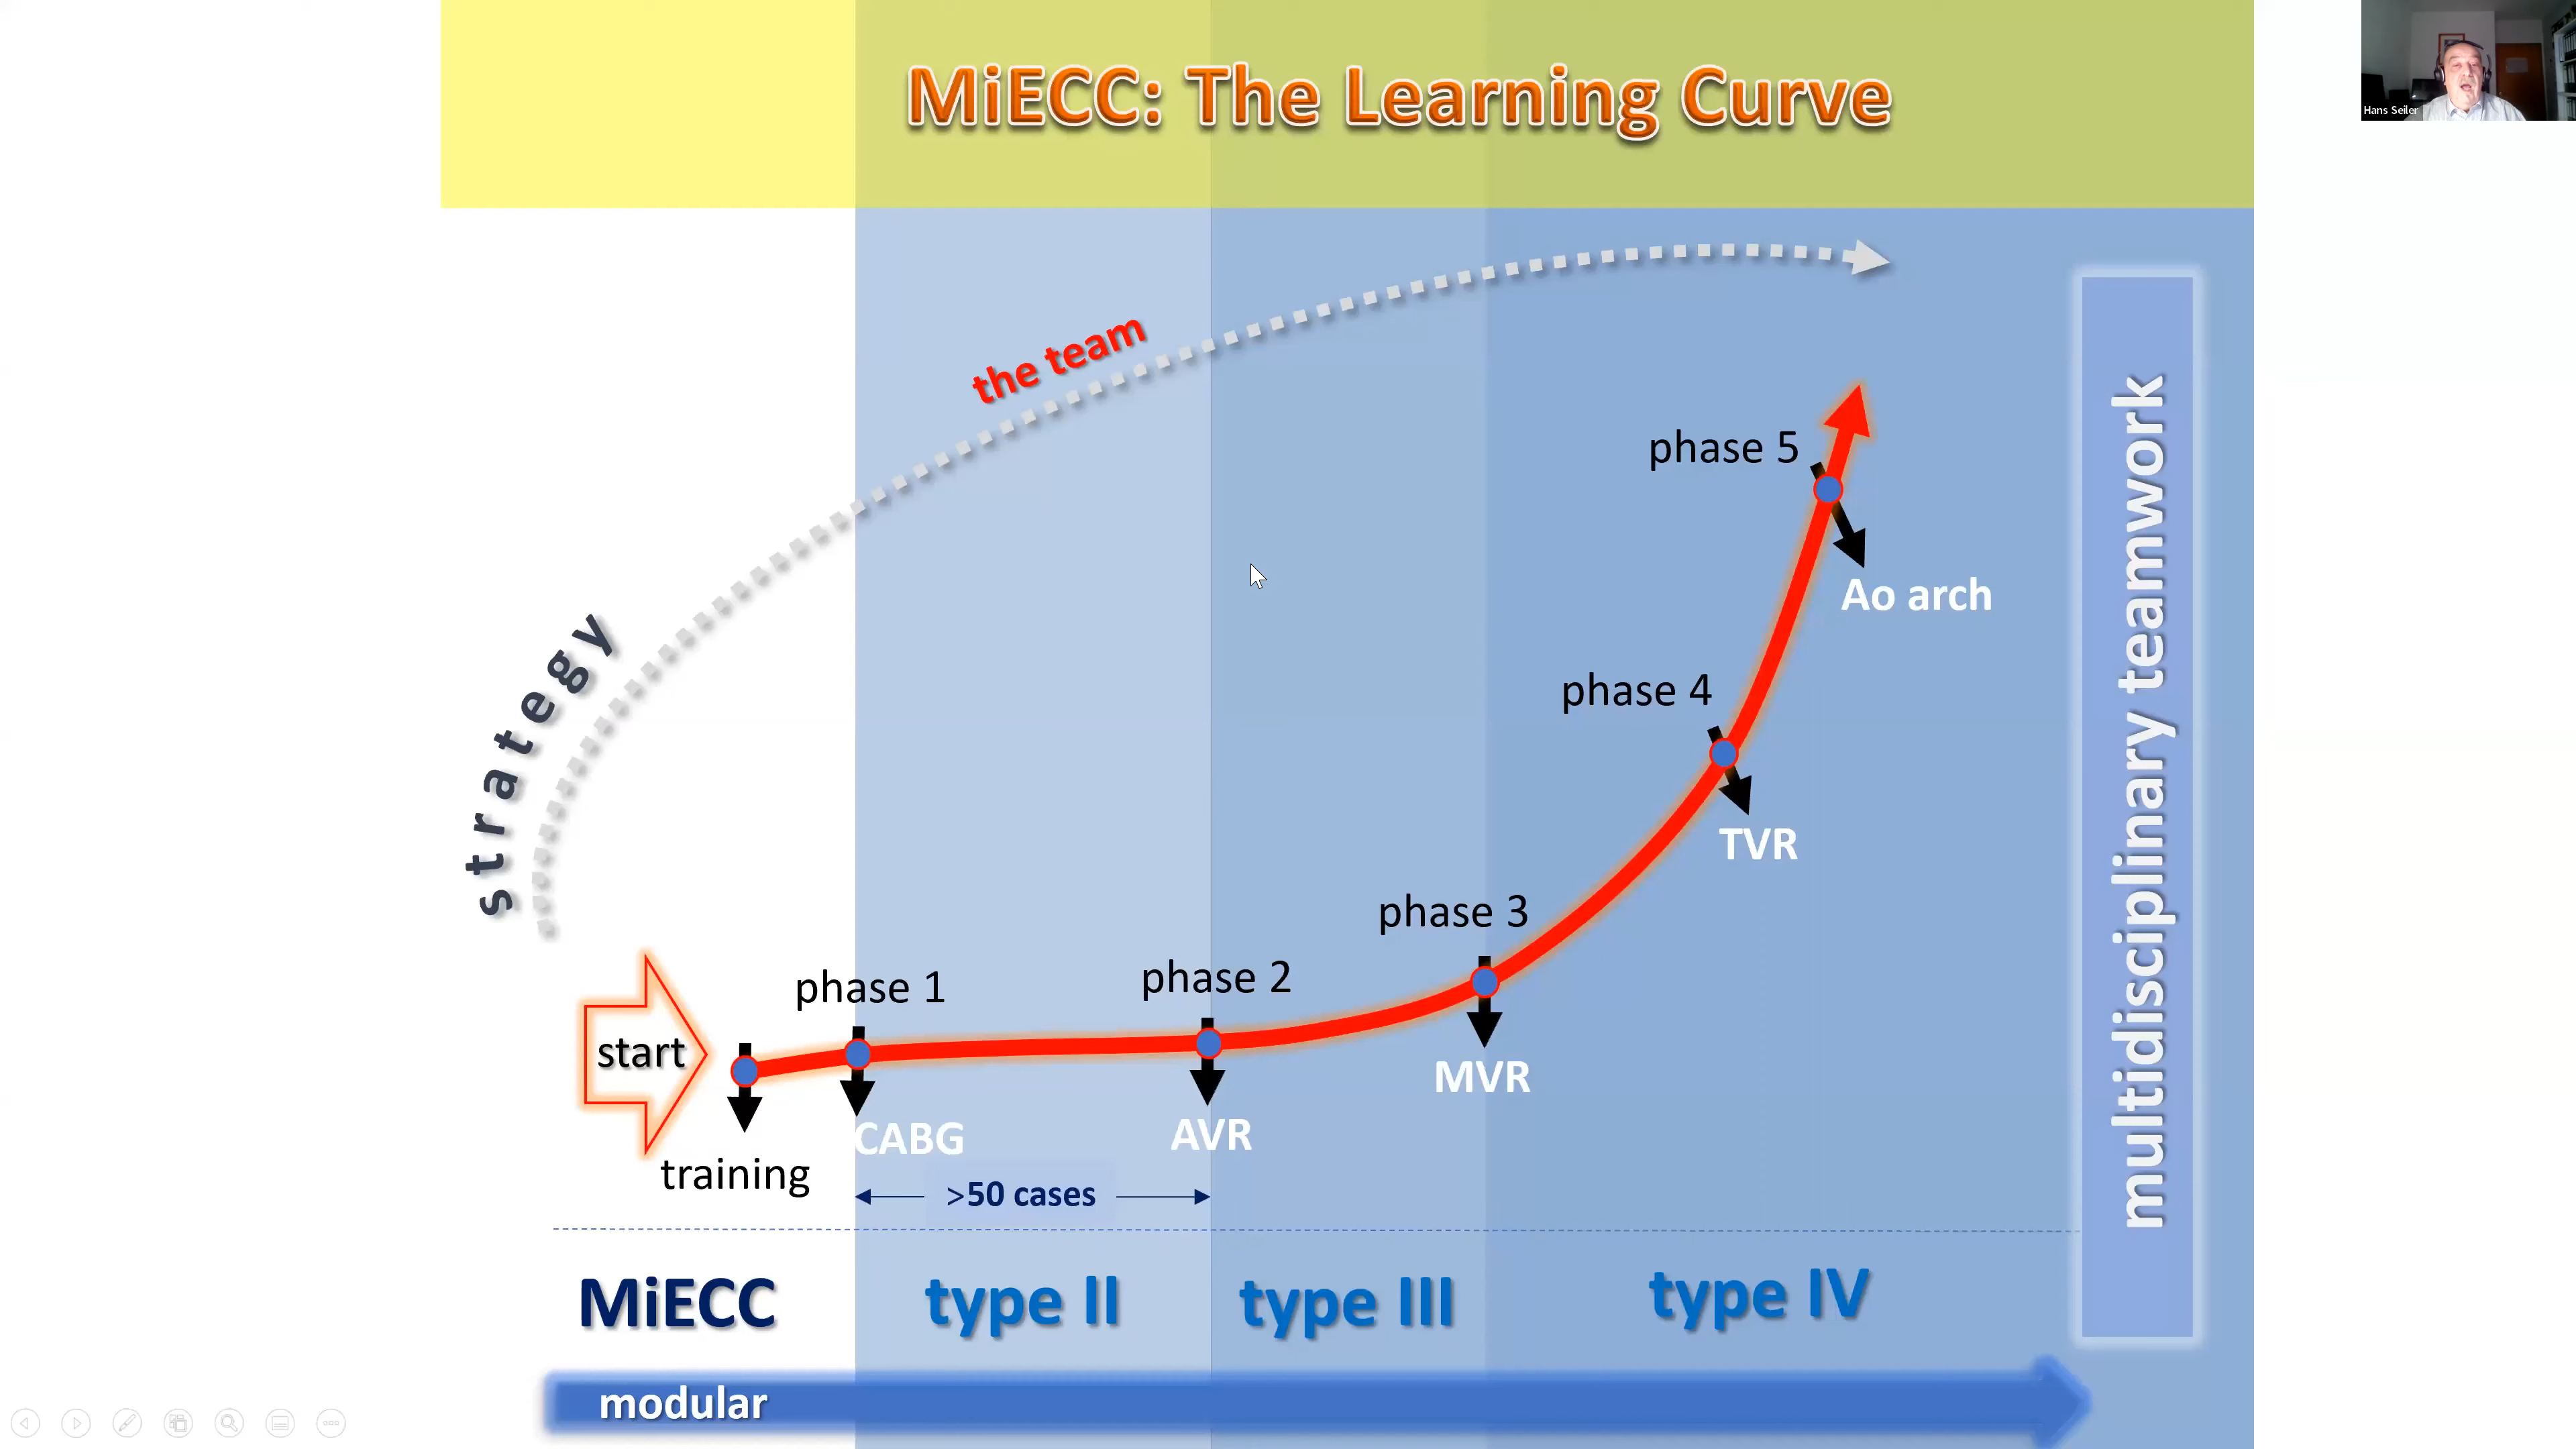 MiECC: The Learning Curve
Hans Seiler
the team
strategy
phase 5
Ao arch
phase 4
TVR
phase 3
MVR
phase 2
AVR
phase 1
CABG
start
training
>50 cases
MiECC
type II
type III
type IV
modular
multidisciplinary teamwork